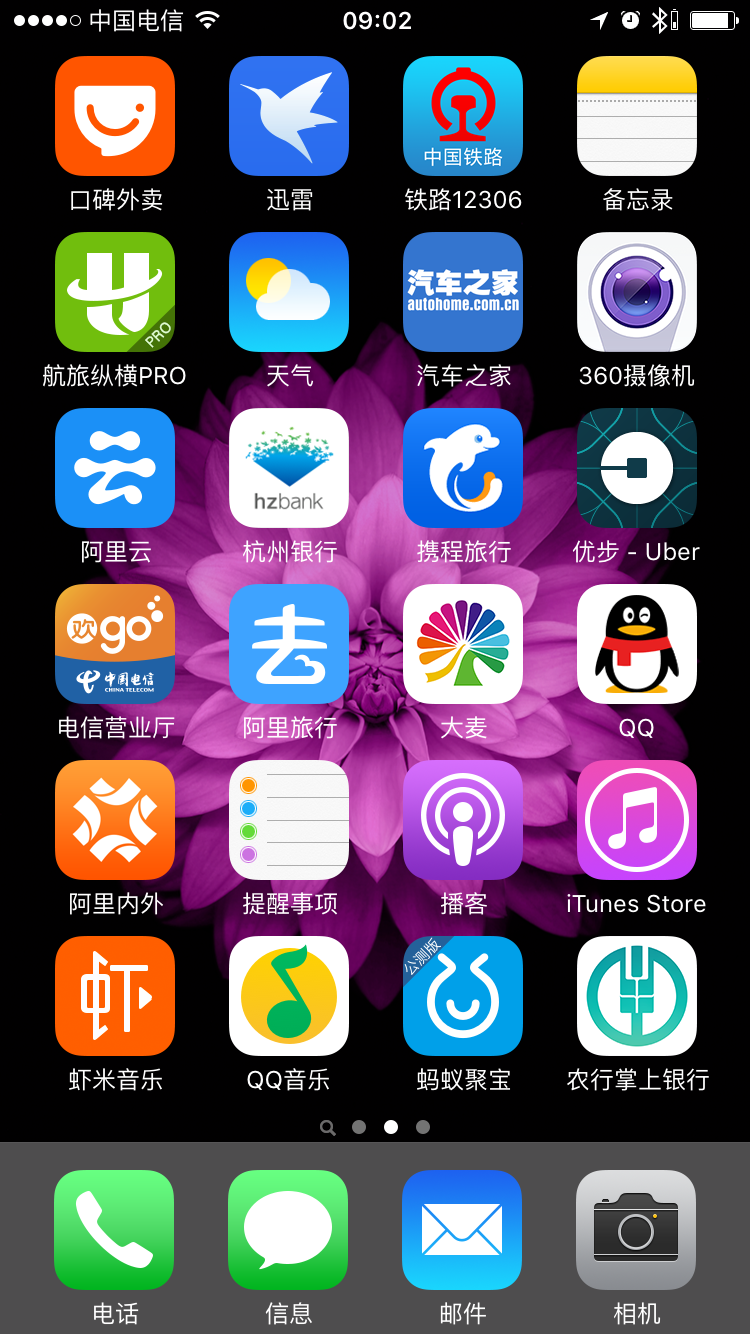 中国电信
09:02
中国铁路
口碑外卖
迅雷
铁路12306
备忘录
PRO
汽车之家
autohome.com.cn
航旅纵横PRO
天气
汽车之家
360摄像机
云
hzbank
阿里云
杭州银行
携程旅行
优步 - Uber
欢go
中国电信
CHINA TELECOM
去
电信营业厅
阿里旅行
大麦
QQ
阿里内外
提醒事项
播客
iTunes Store
虾
公测版
虾米音乐
QQ音乐
蚂蚁聚宝
农行掌上银行
电话
信息
邮件
相机